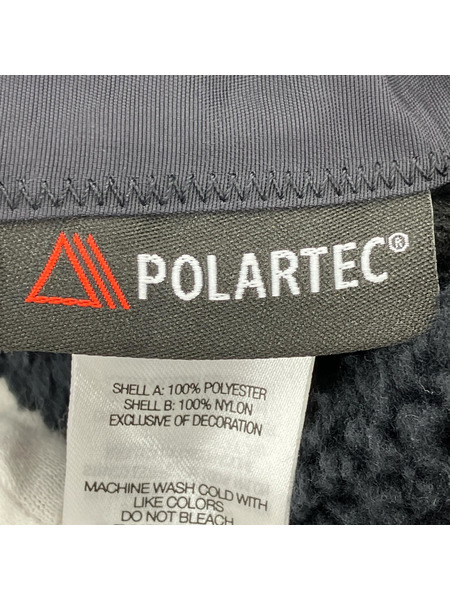 POLARTEC®
SHELL A: 100% POLYESTER
SHELL B: 100% NYLON
EXCLUSIVE OF DECORATION
MACHINE WASH COLD WITH
LIKE COLORS
DO NOT BLEACH